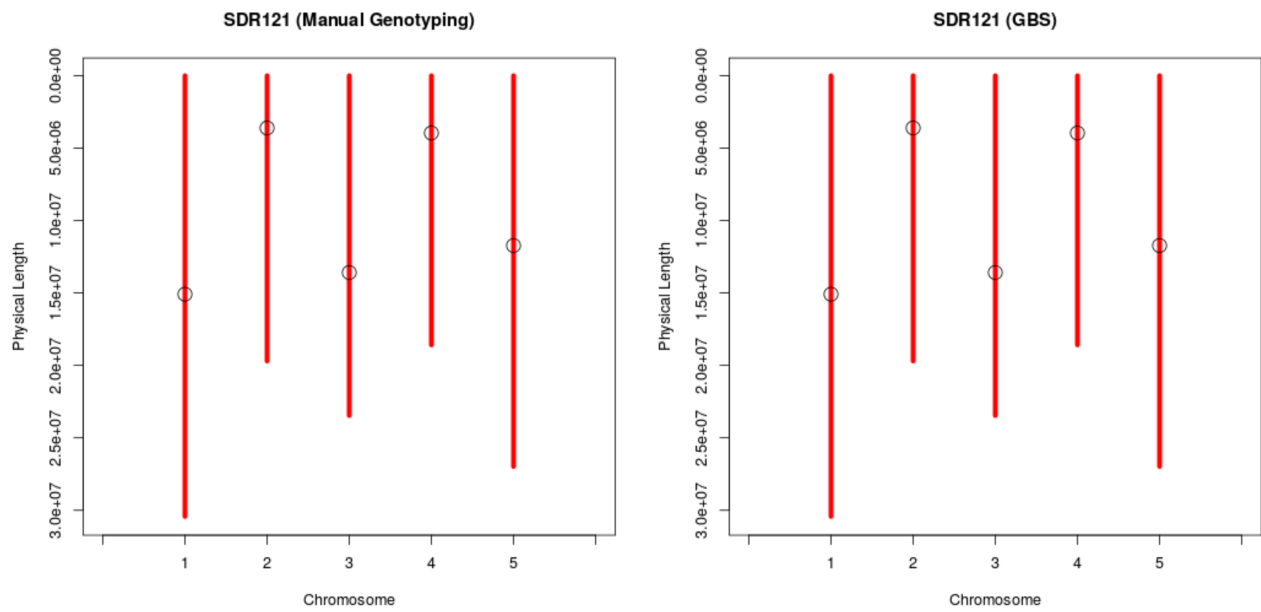 SDR121 (Manual Genotyping)
Physical Length
0.0e+00
5.0e+06
1.0e+07
1.5e+07
2.0e+07
2.5e+07
3.0e+07
1 2 3 4 5
Chromosome
SDR121 (GBS)
Physical Length
0.0e+00
5.0e+06
1.0e+07
1.5e+07
2.0e+07
2.5e+07
3.0e+07
1 2 3 4 5
Chromosome